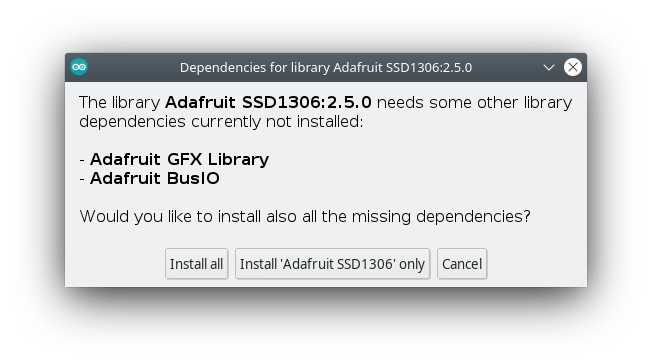 Dependencies for library Adafruit SSD1306:2.5.0
The library Adafruit SSD1306:2.5.0 needs some other library
dependencies currently not installed:
- Adafruit GFX Library
- Adafruit BusIO
Would you like to install also all the missing dependencies?
Install all Install 'Adafruit SSD1306' only Cancel